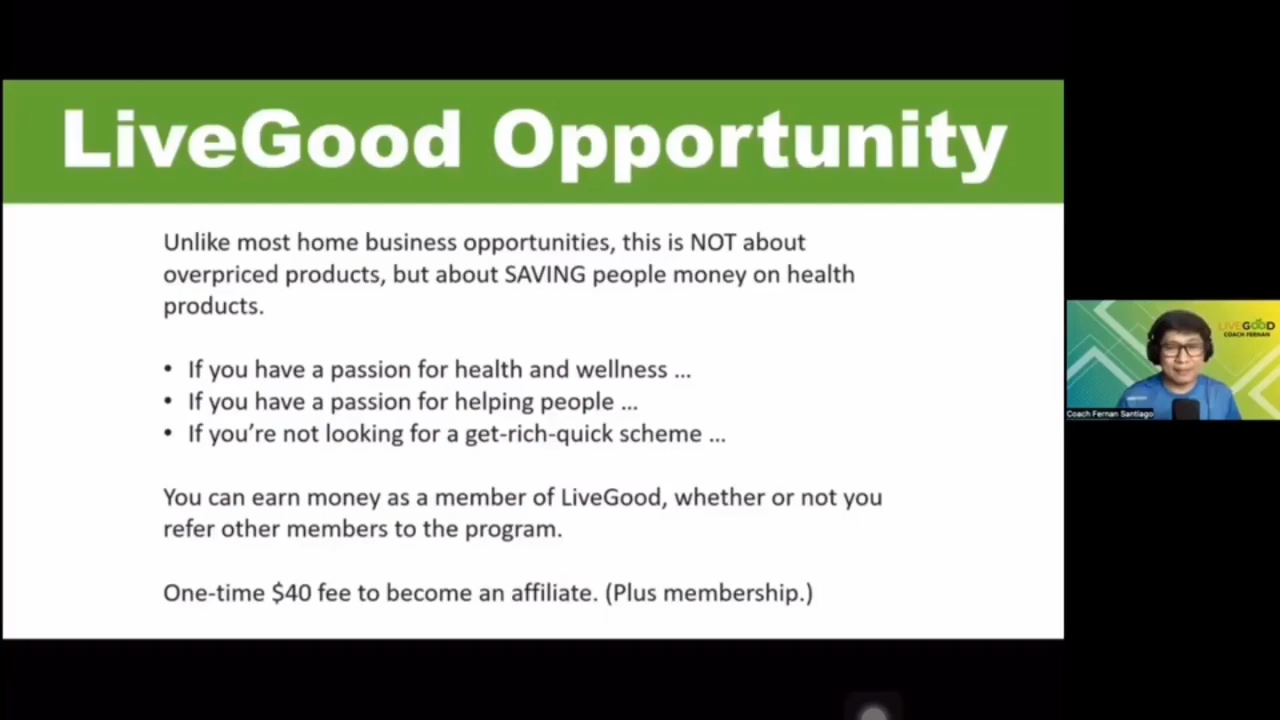 LiveGood Opportunity
Unlike most home business opportunities, this is NOT about
overpriced products, but about SAVING people money on health
products.
• If you have a passion for health and wellness ...
• If you have a passion for helping people ...
• If you’re not looking for a get-rich-quick scheme ...
You can earn money as a member of LiveGood, whether or not you
refer other members to the program.
One-time $40 fee to become an affiliate. (Plus membership.)
LIVEGOOD
COACH FERNAN
Coach Fernan Santiago